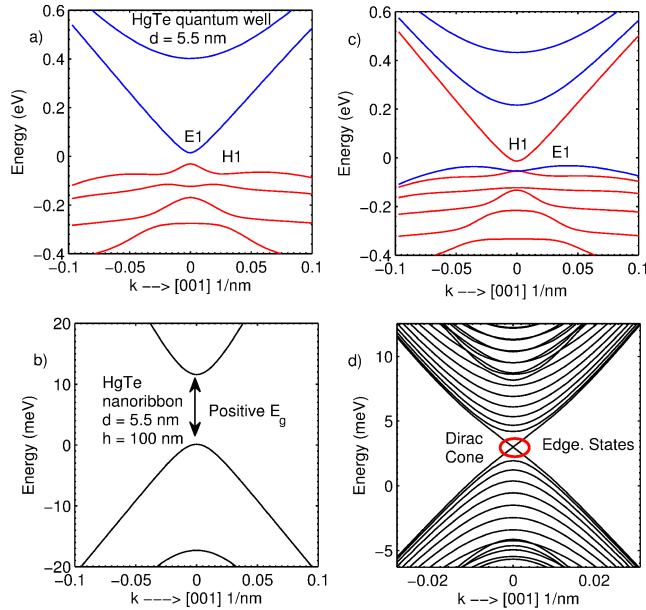 a)
HgTe quantum well
d = 5.5 nm
E1
H1
Energy (eV)
0.6
0.4
0.2
0
−0.2
−0.4
−0.1
−0.05
0
0.05
0.1
k −−> [001] 1/nm
c)
H1
E1
Energy (eV)
0.6
0.4
0.2
0
−0.2
−0.4
−0.1
−0.05
0
0.05
0.1
k −−> [001] 1/nm
b)
HgTe
nanoribbon
d = 5.5 nm
h = 100 nm
Positive Eg
Energy (meV)
20
10
0
−10
−20
−0.1
−0.05
0
0.05
0.1
k −−−> [001] 1/nm
d)
Dirac
Cone
Edge. States
Energy (meV)
10
5
0
−5
−0.02
0
0.02
k −−> [001] 1/nm